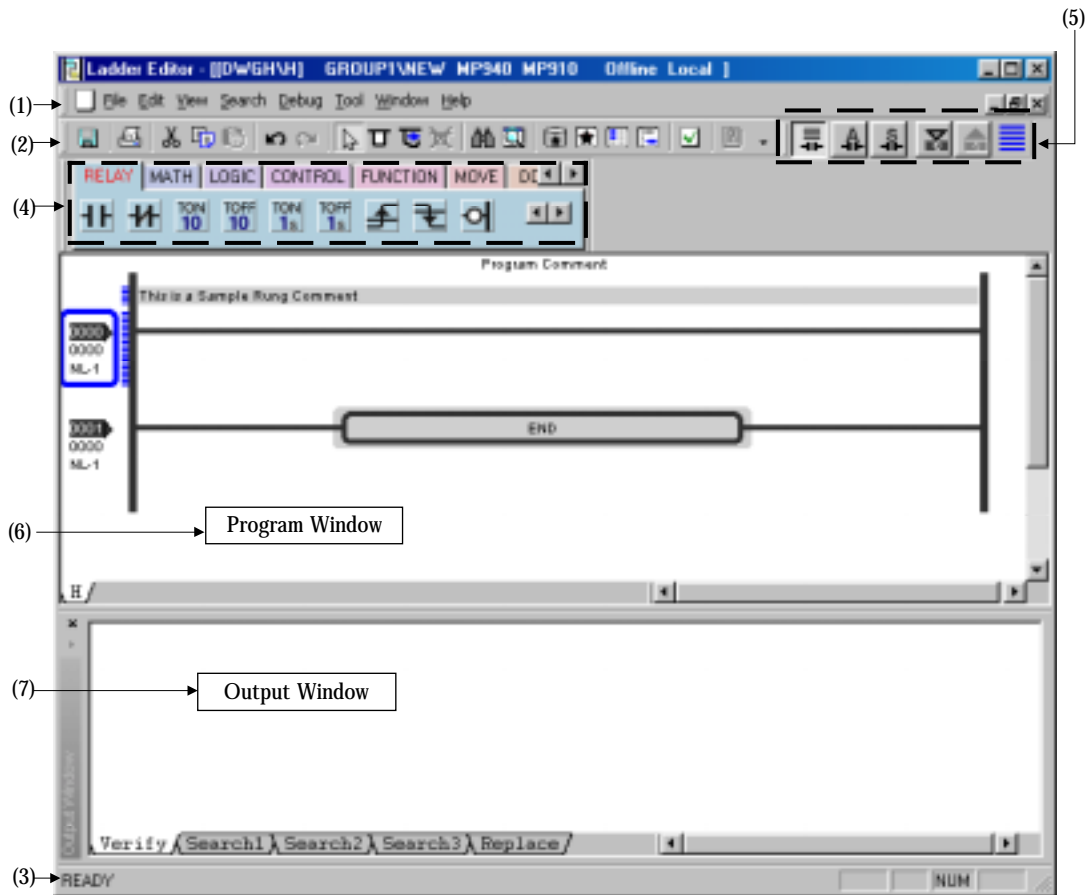 (5)
Ladder Editor - [[DWGH\H] GROUP1\NEW MP940 MP910 Offline Local ]
(1)
File Edit View Search Debug Tool Window Help
(2)
A S
(4)
RELAY MATH LOGIC CONTROL FUNCTION MOVE DD
TON 10 TOFF 10 TON 1s TOFF 1s
Program Comment
This is a Sample Rung Comment
0000
0000
NL-1
0001
END
0000
NL-1
(6)
Program Window
H
(7)
Output Window
Output Window
Verify Search1 Search2 Search3 Replace
(3)
READY
NUM